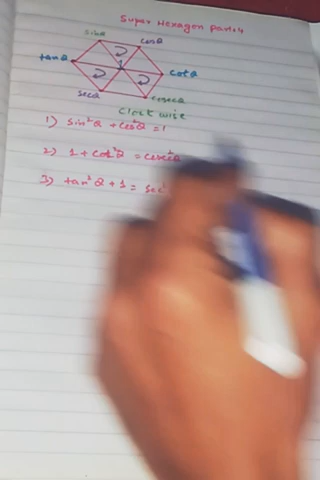 Super Hexagon part-4
sinθ cosθ
tanθ 1 cotθ
secθ cosecθ
clock wise
1) sin²θ + cos²θ = 1
2) 1 + cot²θ = cosec²θ
3) tan²θ + 1 = sec²